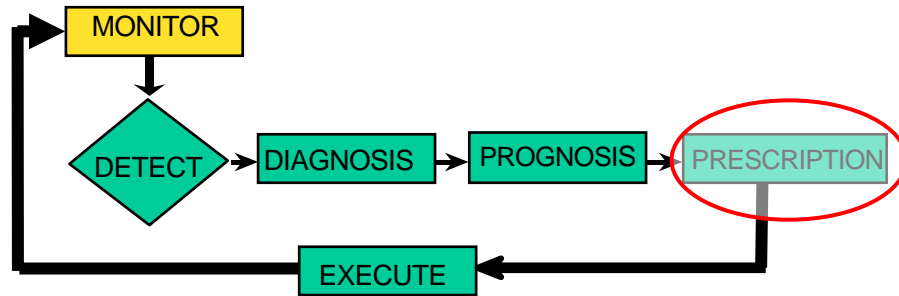 MONITOR
DETECT
DIAGNOSIS
PROGNOSIS
PRESCRIPTION
EXECUTE